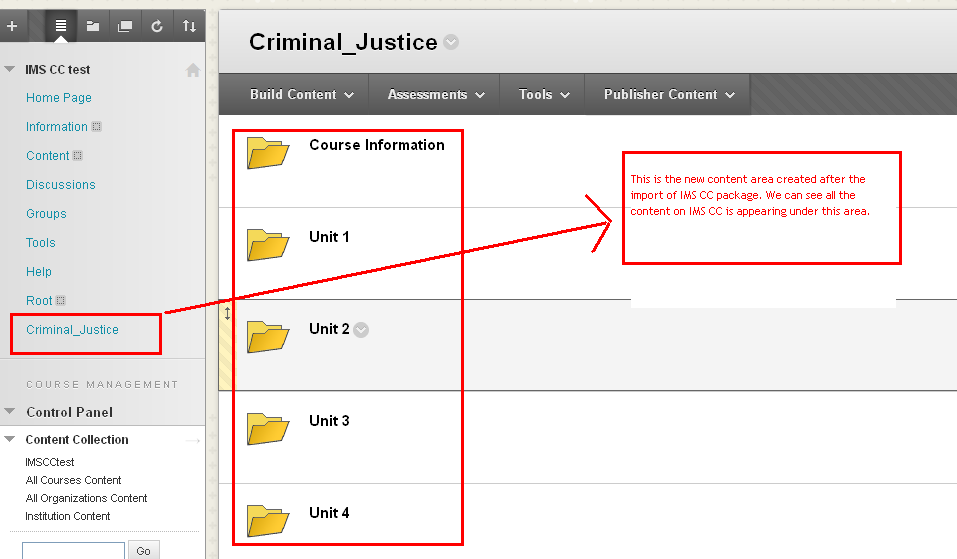 IMS CC test
Home Page
Information
Content
Discussions
Groups
Tools
Help
Root
Criminal_Justice
COURSE MANAGEMENT
Control Panel
Content Collection
IMSCCtest
All Courses Content
All Organizations Content
Institution Content
Go
Criminal_Justice
Build Content
Assessments
Tools
Publisher Content
Course Information
Unit 1
Unit 2
Unit 3
Unit 4
This is the new content area created after the
import of IMS CC package. We can see all the
content on IMS CC is appearing under this area.